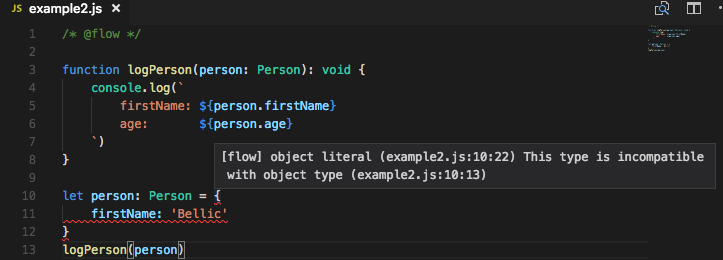 JS example2.js ×
1 /* @flow */
2
3 function logPerson(person: Person): void {
4 console.log(`
5 firstName: ${person.firstName}
6 age: ${person.age}
7 `)
8 }
[flow] object literal (example2.js:10:22) This type is incompatible
with object type (example2.js:10:13)
9
10 let person: Person = {
11 firstName: 'Bellic'
12 }
13 logPerson(person)